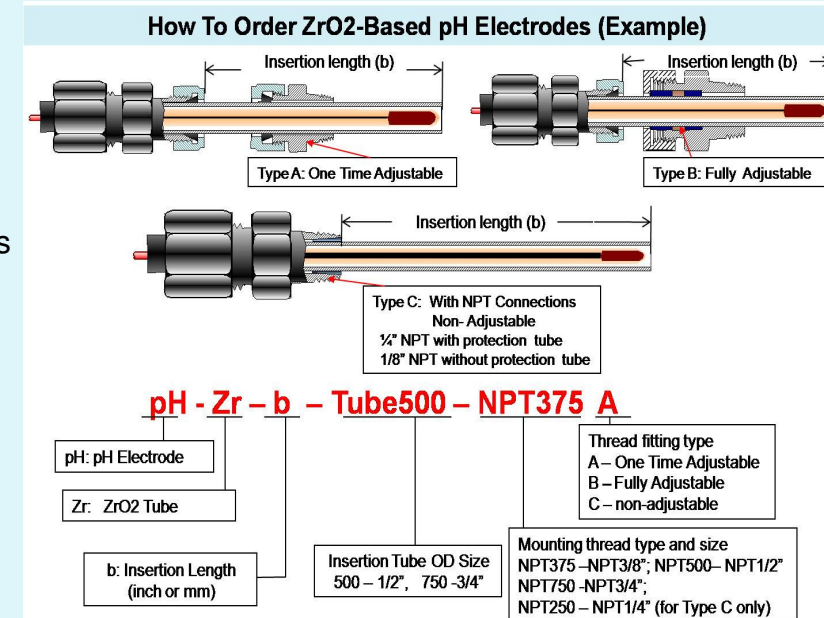 How To Order ZrO2-Based pH Electrodes (Example)
Insertion length (b)
Insertion length (b)
Type A: One Time Adjustable
Type B: Fully Adjustable
s
Insertion length (b)
Type C: With NPT Connections
Non- Adjustable
¼” NPT with protection tube
1/8” NPT without protection tube
pH - Zr – b – Tube500 – NPT375 A
pH: pH Electrode
Zr: ZrO2 Tube
b: Insertion Length
(inch or mm)
Insertion Tube OD Size
500 – 1/2”, 750 -3/4”
Thread fitting type
A – One Time Adjustable
B – Fully Adjustable
C – non-adjustable
Mounting thread type and size
NPT375 –NPT3/8”; NPT500– NPT1/2”
NPT750 -NPT3/4”;
NPT250 – NPT1/4” (for Type C only)